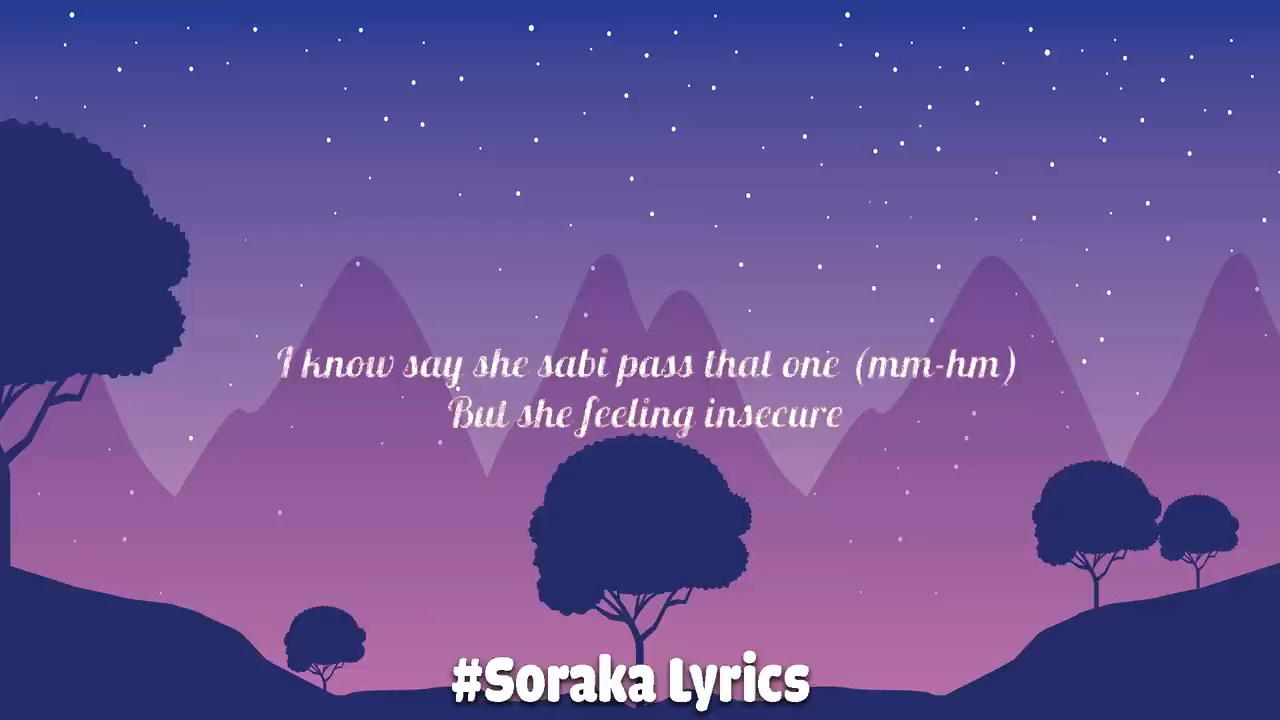 I know say she sabi pass that one (mm-hm)
But she feeling insecure
#Soraka Lyrics